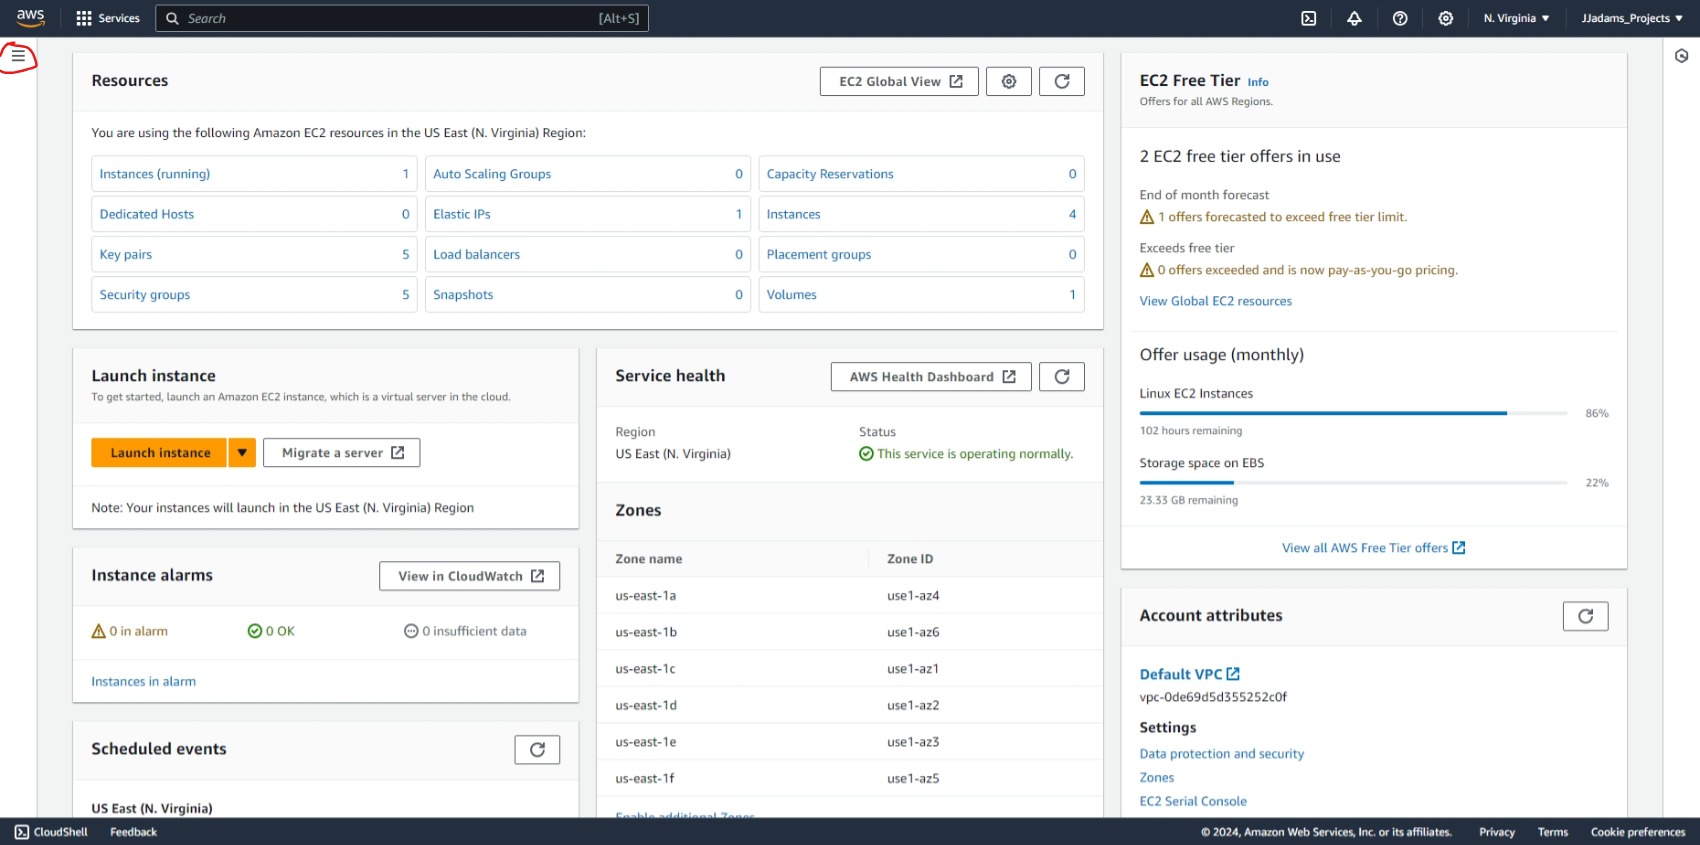 aws
Services
Search [Alt+S]
N. Virginia
JJadams_Projects
Resources
EC2 Global View
You are using the following Amazon EC2 resources in the US East (N. Virginia) Region:
Instances (running) 1
Auto Scaling Groups 0
Capacity Reservations 0
Dedicated Hosts 0
Elastic IPs 1
Instances 4
Key pairs 5
Load balancers 0
Placement groups 0
Security groups 5
Snapshots 0
Volumes 1
Launch instance
To get started, launch an Amazon EC2 instance, which is a virtual server in the cloud.
Launch instance
Migrate a server
Note: Your instances will launch in the US East (N. Virginia) Region
Instance alarms
View in CloudWatch
0 in alarm
0 OK
0 insufficient data
Instances in alarm
Scheduled events
US East (N. Virginia)
Service health
AWS Health Dashboard
Region
US East (N. Virginia)
Status
This service is operating normally.
Zones
Zone name Zone ID
us-east-1a use1-az4
us-east-1b use1-az6
us-east-1c use1-az1
us-east-1d use1-az2
us-east-1e use1-az3
us-east-1f use1-az5
Enable additional Zones
EC2 Free Tier Info
Offers for all AWS Regions.
2 EC2 free tier offers in use
End of month forecast
1 offers forecasted to exceed free tier limit.
Exceeds free tier
0 offers exceeded and is now pay-as-you-go pricing.
View Global EC2 resources
Offer usage (monthly)
Linux EC2 Instances
86%
102 hours remaining
Storage space on EBS
22%
23.33 GB remaining
View all AWS Free Tier offers
Account attributes
Default VPC
vpc-0de69d5d355252c0f
Settings
Data protection and security
Zones
EC2 Serial Console
CloudShell
Feedback
© 2024, Amazon Web Services, Inc. or its affiliates.
Privacy
Terms
Cookie preferences